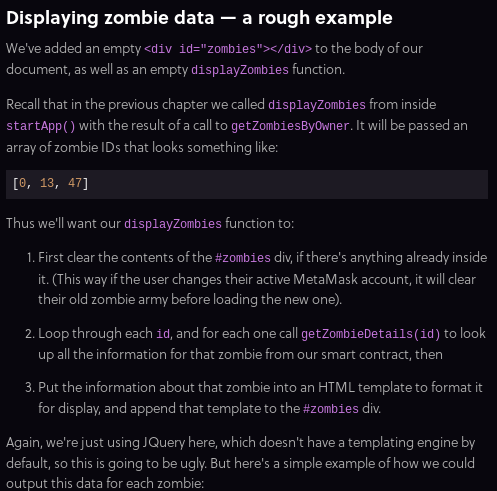 Displaying zombie data — a rough example
We've added an empty <div id="zombies"></div> to the body of our
document, as well as an empty displayZombies function.
Recall that in the previous chapter we called displayZombies from inside
startApp() with the result of a call to getZombiesByOwner. It will be passed an
array of zombie IDs that looks something like:
[0, 13, 47]
Thus we'll want our displayZombies function to:
1. First clear the contents of the #zombies div, if there's anything already inside
it. (This way if the user changes their active MetaMask account, it will clear
their old zombie army before loading the new one).
2. Loop through each id, and for each one call getZombieDetails(id) to look
up all the information for that zombie from our smart contract, then
3. Put the information about that zombie into an HTML template to format it
for display, and append that template to the #zombies div.
Again, we're just using JQuery here, which doesn't have a templating engine by
default, so this is going to be ugly. But here's a simple example of how we could
output this data for each zombie: